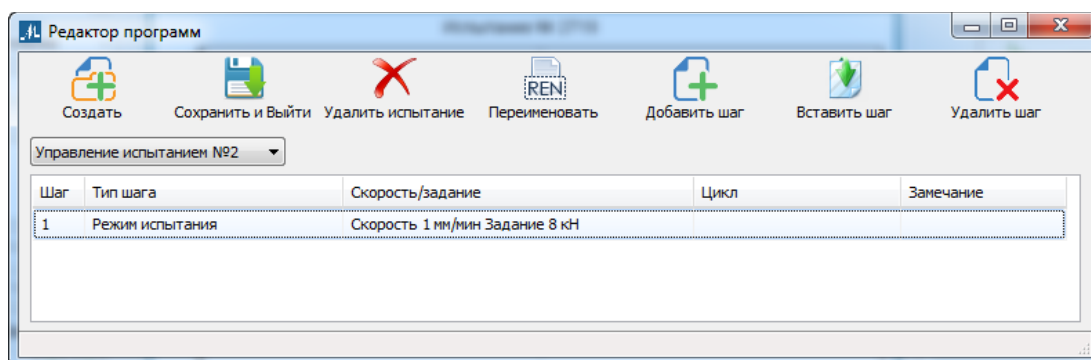 Редактор программ
Создать Сохранить и Выйти Удалить испытание Переименовать Добавить шаг Вставить шаг Удалить шаг
REN
Управление испытанием №2
Шаг Тип шага Скорость/задание Цикл Замечание
1 Режим испытания Скорость 1 мм/мин Задание 8 кН